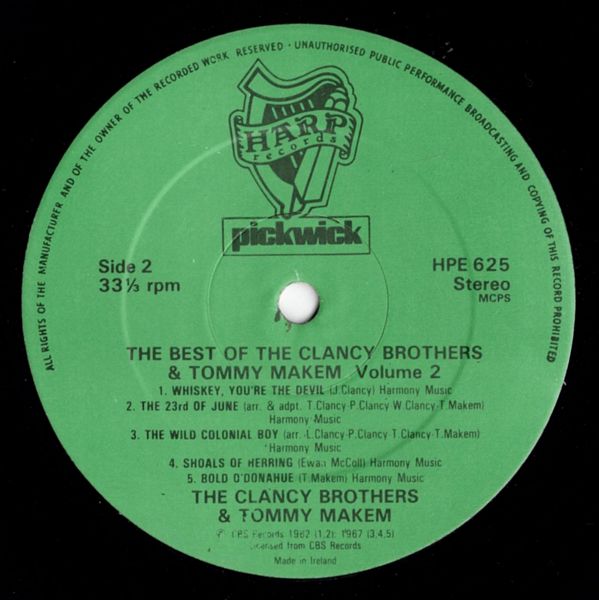 ALL RIGHTS OF THE MANUFACTURER AND OF THE OWNER OF THE RECORDED WORK RESERVED · UNAUTHORISED PUBLIC PERFORMANCE BROADCASTING AND COPYING OF THIS RECORD PROHIBITED
HARP
records
pickwick
Side 2
33⅓ rpm
HPE 625
Stereo
MCPS
THE BEST OF THE CLANCY BROTHERS
& TOMMY MAKEM Volume 2
1. WHISKEY, YOU'RE THE DEVIL (J.Clancy) Harmony Music
2. THE 23rd OF JUNE (arr. & adpt. T.Clancy-P.Clancy W.Clancy-T.Makem)
Harmony Music
3. THE WILD COLONIAL BOY (arr. L.Clancy-P.Clancy T.Clancy-T.Makem)
Harmony Music
4. SHOALS OF HERRING (Ewan McColl) Harmony Music
5. BOLD O'DONAHUE (T.Makem) Harmony Music
THE CLANCY BROTHERS
& TOMMY MAKEM
℗ CBS Records 1962 (1,2): 1967 (3,4,5)
Licensed from CBS Records
Made in Ireland